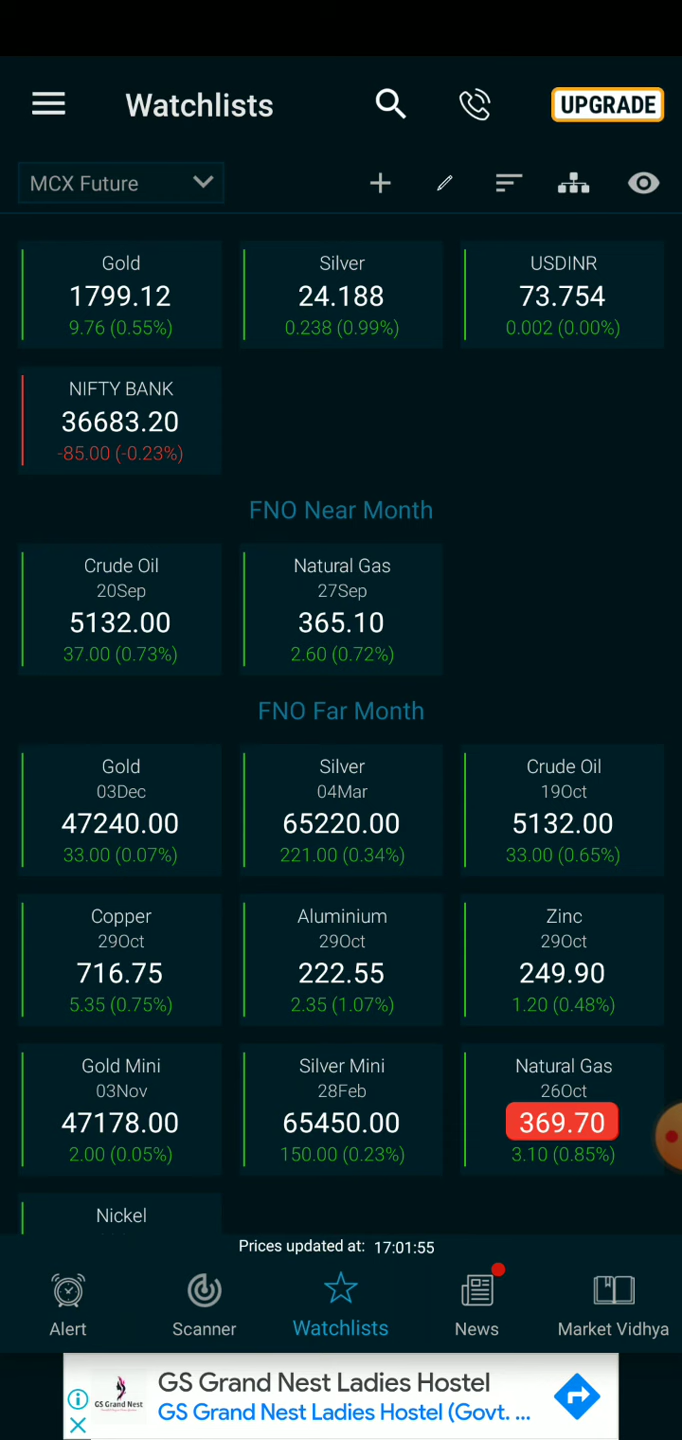 Watchlists
UPGRADE
MCX Future
Gold Silver USDINR
1799.12 24.188 73.754
9.76 (0.55%) 0.238 (0.99%) 0.002 (0.00%)
NIFTY BANK
36683.20
-85.00 (-0.23%)
FNO Near Month
Crude Oil Natural Gas
20Sep 27Sep
5132.00 365.10
37.00 (0.73%) 2.60 (0.72%)
FNO Far Month
Gold Silver Crude Oil
03Dec 04Mar 19Oct
47240.00 65220.00 5132.00
33.00 (0.07%) 221.00 (0.34%) 33.00 (0.65%)
Copper Aluminium Zinc
29Oct 29Oct 29Oct
716.75 222.55 249.90
5.35 (0.75%) 2.35 (1.07%) 1.20 (0.48%)
Gold Mini Silver Mini Natural Gas
03Nov 28Feb 26Oct
47178.00 65450.00 369.70
2.00 (0.05%) 150.00 (0.23%) 3.10 (0.85%)
Nickel
Prices updated at: 17:01:55
Alert Scanner Watchlists News Market Vidhya
GS Grand Nest Ladies Hostel
GS Grand Nest
GS Grand Nest Ladies Hostel (Govt. ...